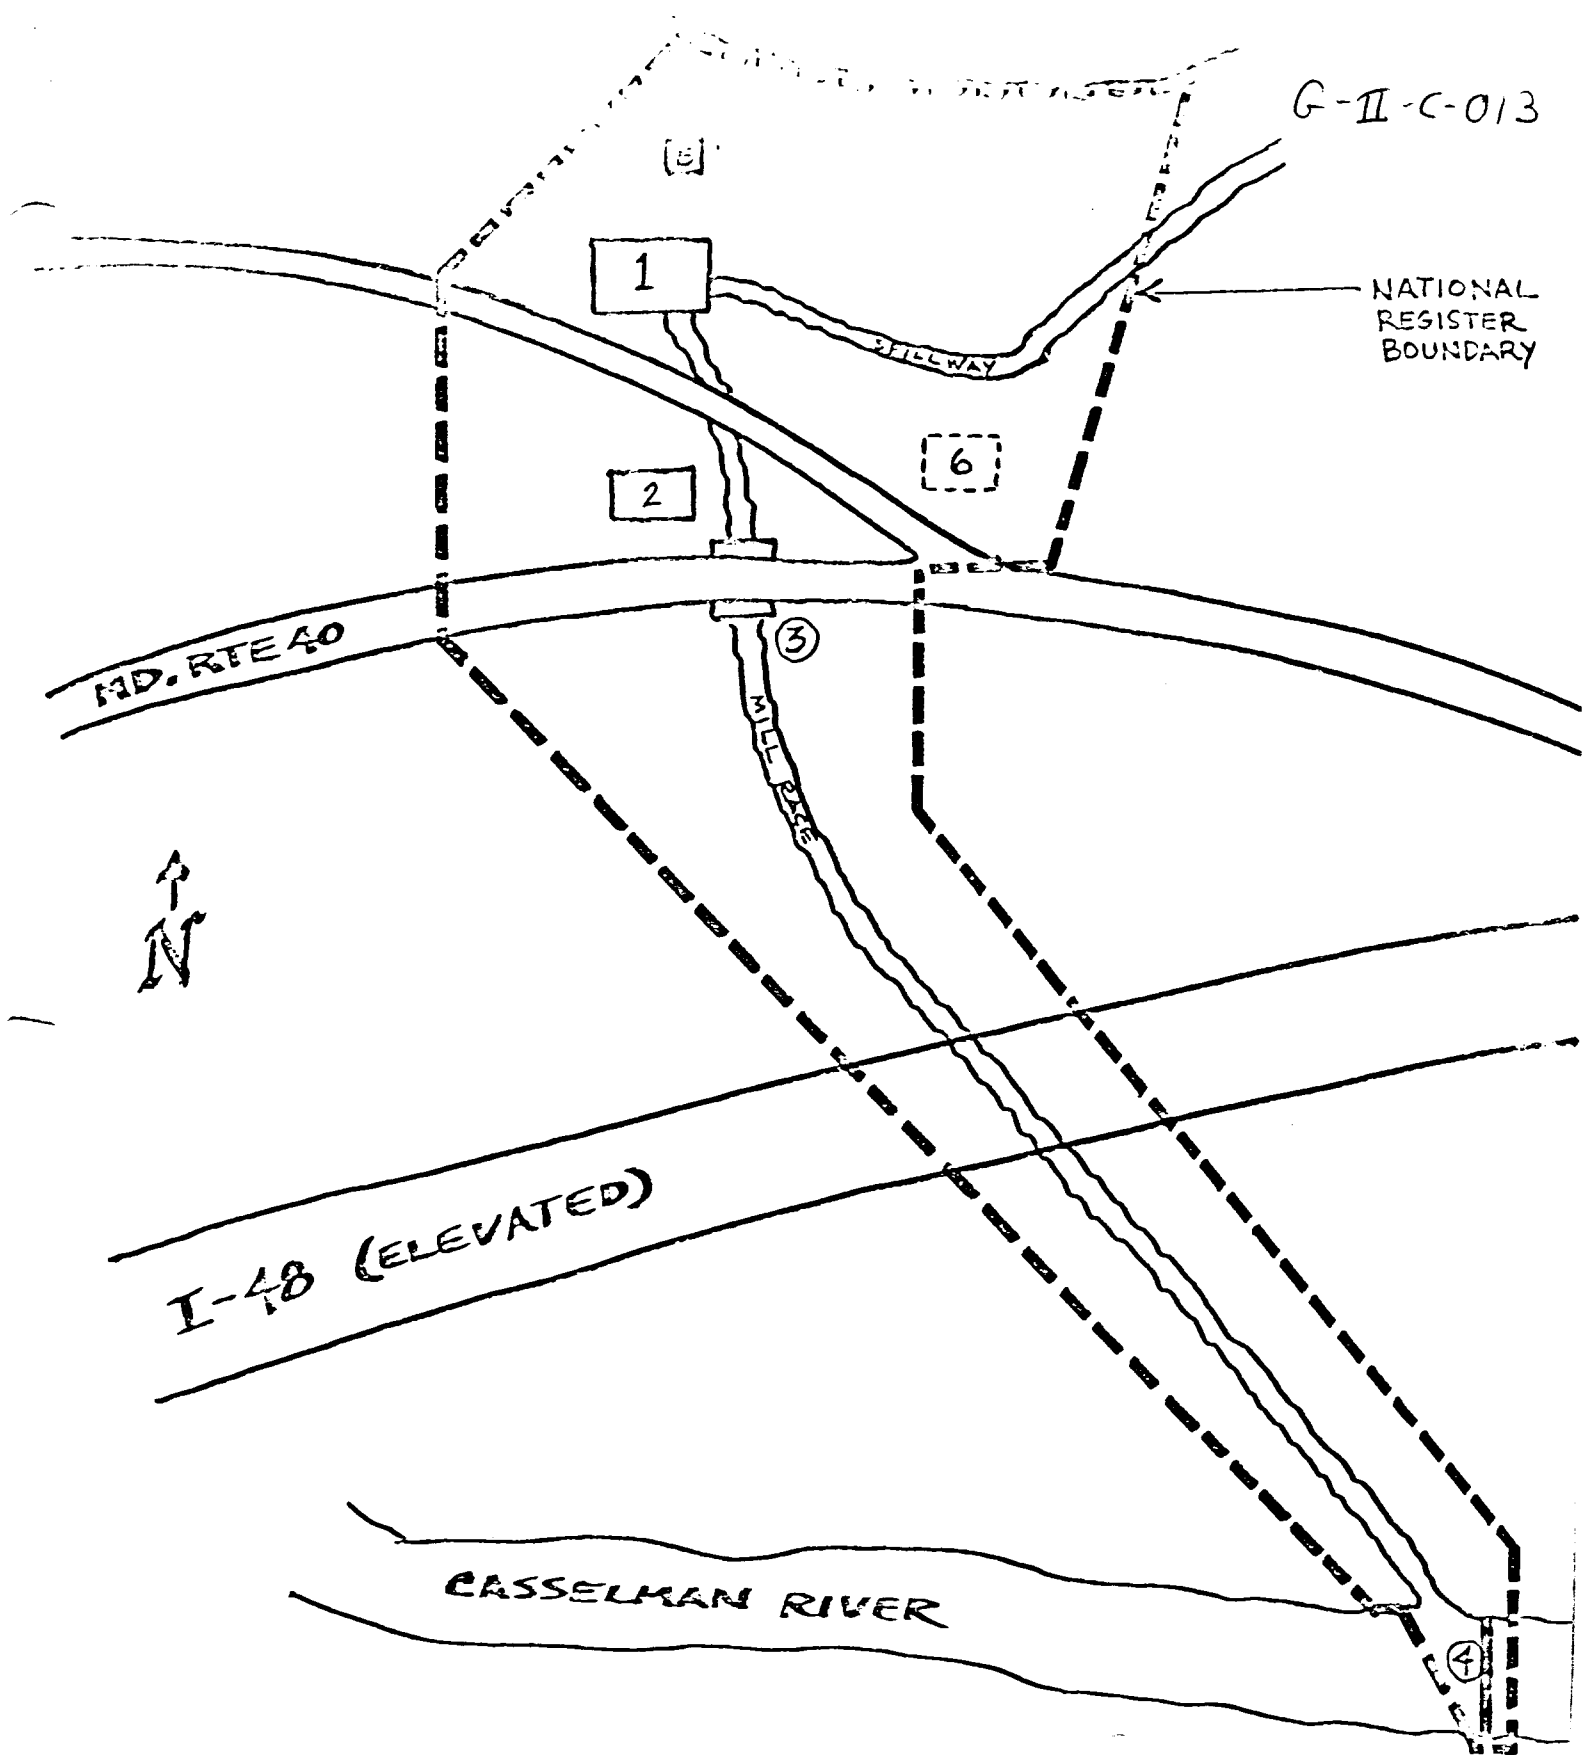 G-II-C-013
1
NATIONAL
REGISTER
BOUNDARY
SPILLWAY
6
2
3
MD. RTE 40
MILL RACE
N
I-48 (ELEVATED)
CASSELMAN RIVER
4